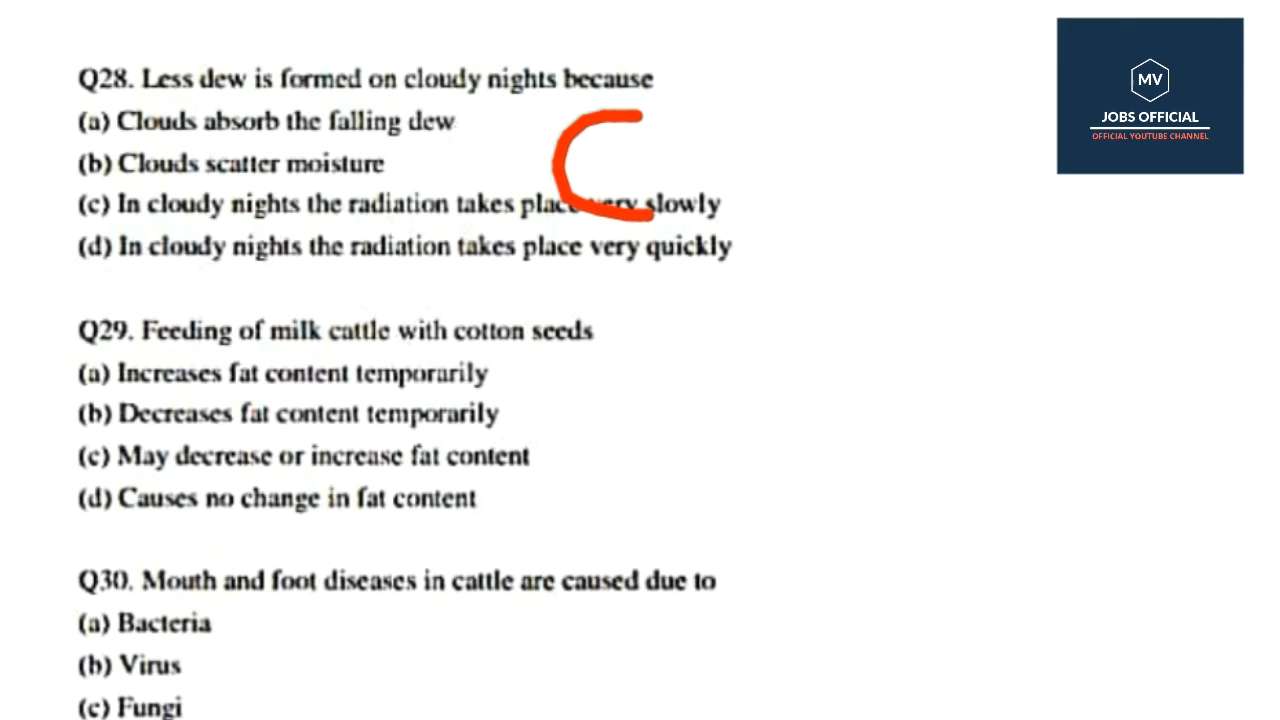 MV
JOBS OFFICIAL
OFFICIAL YOUTUBE CHANNEL
Q28. Less dew is formed on cloudy nights because
(a) Clouds absorb the falling dew
(b) Clouds scatter moisture
(c) In cloudy nights the radiation takes place very slowly
(d) In cloudy nights the radiation takes place very quickly
C
Q29. Feeding of milk cattle with cotton seeds
(a) Increases fat content temporarily
(b) Decreases fat content temporarily
(c) May decrease or increase fat content
(d) Causes no change in fat content
Q30. Mouth and foot diseases in cattle are caused due to
(a) Bacteria
(b) Virus
(c) Fungi